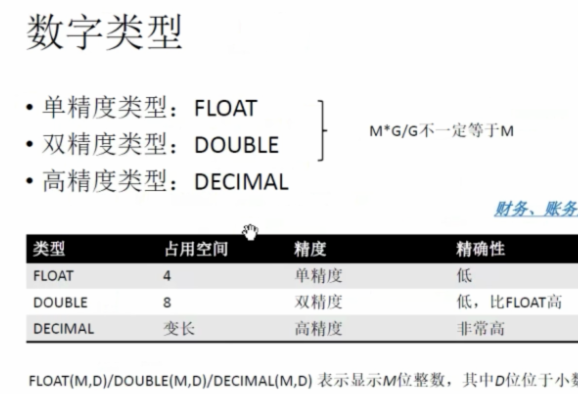 数字类型
• 单精度类型：FLOAT
• 双精度类型：DOUBLE
• 高精度类型：DECIMAL
M*G/G不一定等于M
财务、账务
类型 占用空间 精度 精确性
FLOAT 4 单精度 低
DOUBLE 8 双精度 低，比FLOAT高
DECIMAL 变长 高精度 非常高
FLOAT(M,D)/DOUBLE(M,D)/DECIMAL(M,D) 表示显示M位整数，其中D位位于小